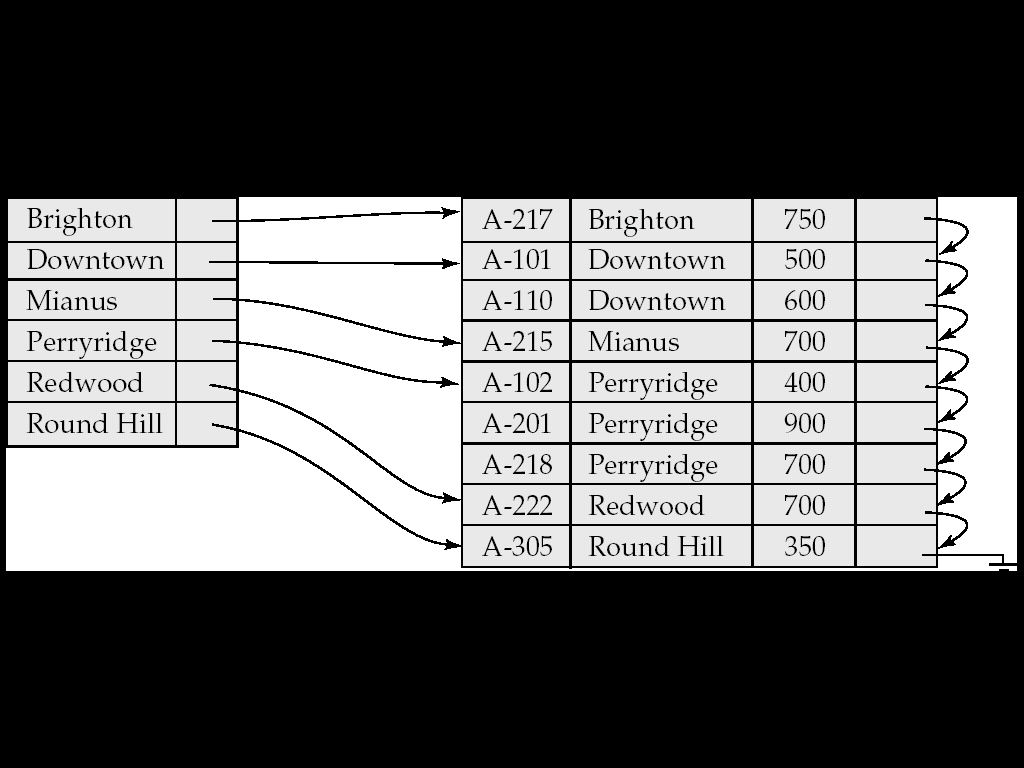 Brighton
Downtown
Mianus
Perryridge
Redwood
Round Hill
A-217 Brighton 750
A-101 Downtown 500
A-110 Downtown 600
A-215 Mianus 700
A-102 Perryridge 400
A-201 Perryridge 900
A-218 Perryridge 700
A-222 Redwood 700
A-305 Round Hill 350